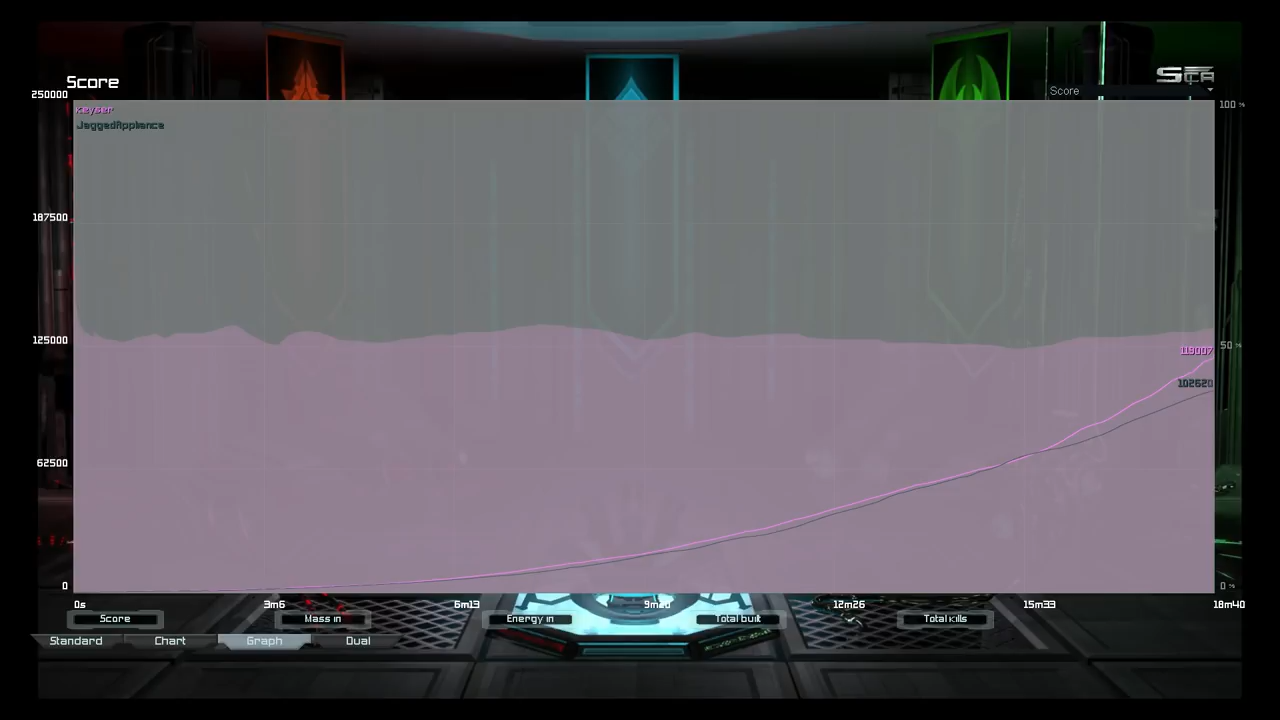 Score
250000
SCA
Score
100 %
keyser
JaggedAppliance
187500
125000
50 %
119007
102620
62500
0
0 %
0s 3m6 6m13 9m20 12m26 15m33 18m40
Score Mass in Energy in Total built Total kills
Standard Chart Graph Dual